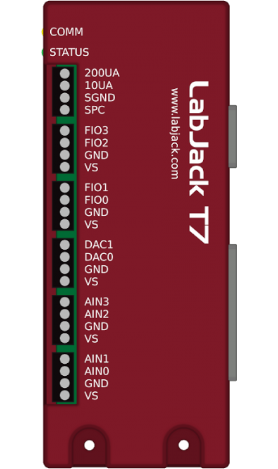 COMM
STATUS
200UA
10UA
SGND
SPC
FIO3
FIO2
GND
VS
FIO1
FIO0
GND
VS
DAC1
DAC0
GND
VS
AIN3
AIN2
GND
VS
AIN1
AIN0
GND
VS
LabJack T7
www.labjack.com